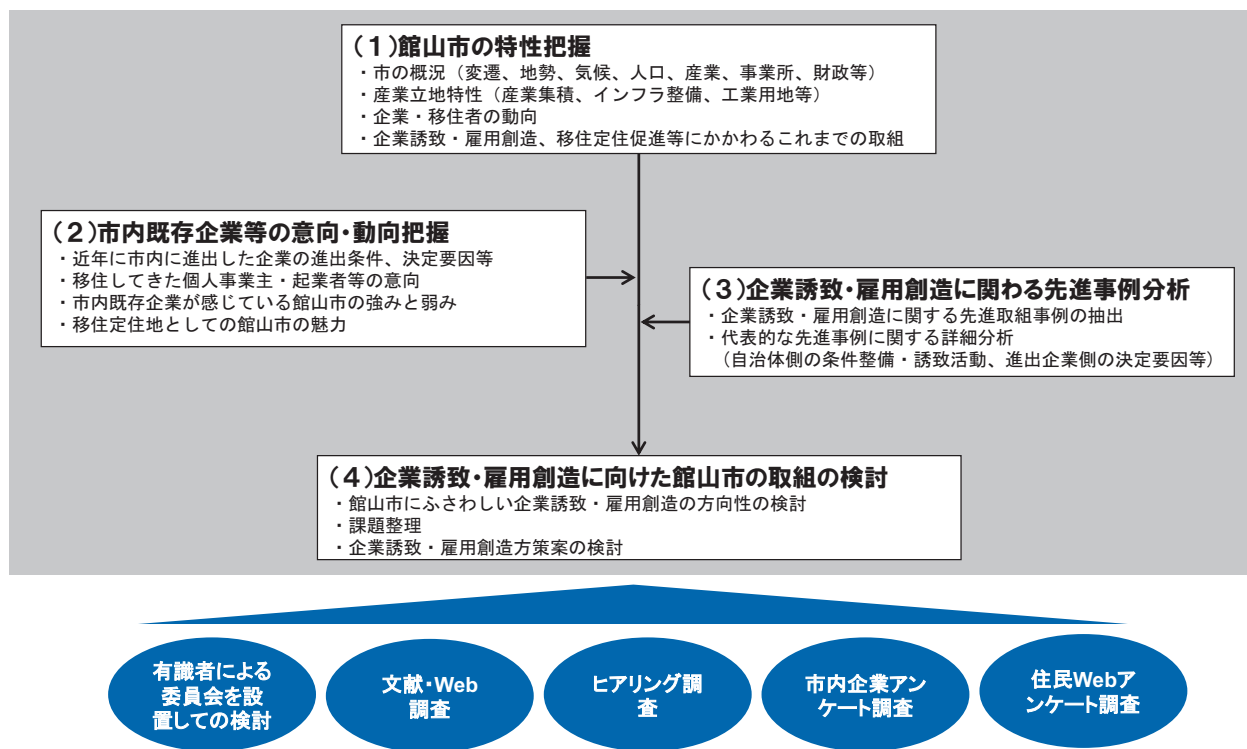 （１）館山市の特性把握
・市の概況（変遷、地勢、気候、人口、産業、事業所、財政等）
・産業立地特性（産業集積、インフラ整備、工業用地等）
・企業・移住者の動向
・企業誘致・雇用創造、移住定住促進等にかかわるこれまでの取組
（２）市内既存企業等の意向・動向把握
・近年に市内に進出した企業の進出条件、決定要因等
・移住してきた個人事業主・起業者等の意向
・市内既存企業が感じている館山市の強みと弱み
・移住定住地としての館山市の魅力
（３）企業誘致・雇用創造に関わる先進事例分析
・企業誘致・雇用創造に関する先進取組事例の抽出
・代表的な先進事例に関する詳細分析
（自治体側の条件整備・誘致活動、進出企業側の決定要因等）
（４）企業誘致・雇用創造に向けた館山市の取組の検討
・館山市にふさわしい企業誘致・雇用創造の方向性の検討
・課題整理
・企業誘致・雇用創造方策案の検討
有識者による
委員会を設
置しての検討
文献・Web
調査
ヒアリング調
査
市内企業アン
ケート調査
住民Webア
ンケート調査